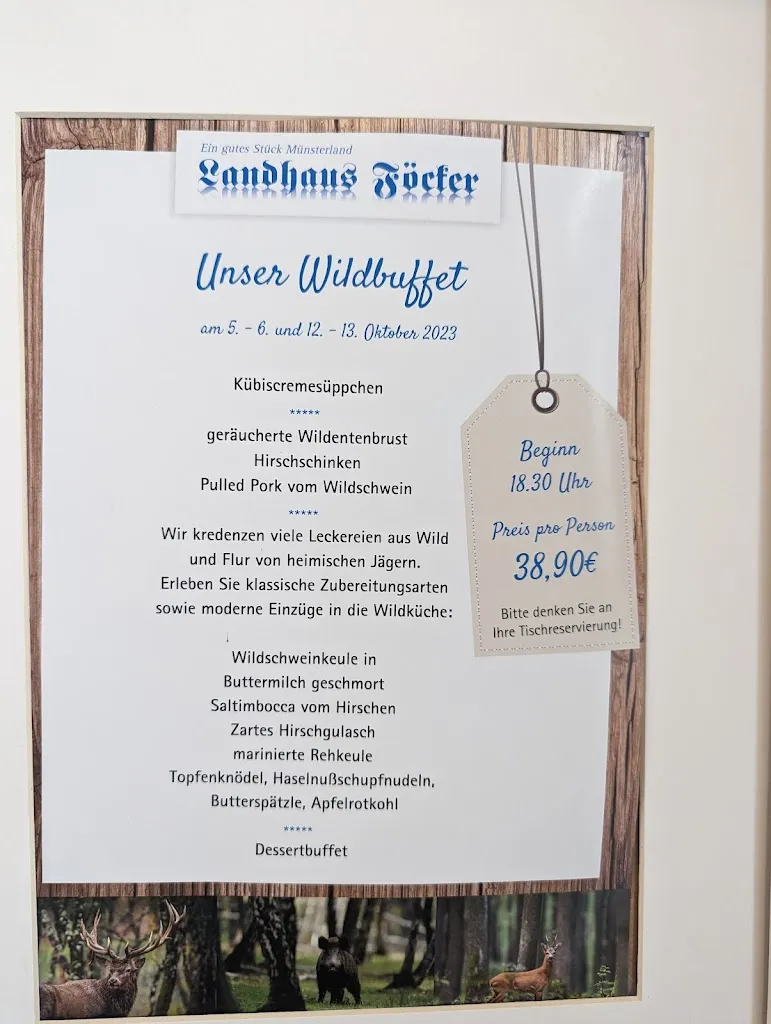 Ein gutes Stück Münsterland
Landhaus Föcker
Unser Wildbuffet
am 5. - 6. und 12. - 13. Oktober 2023
Kübiscremesüppchen
*****
geräucherte Wildentenbrust
Hirschschinken
Pulled Pork vom Wildschwein
*****
Wir kredenzen viele Leckereien aus Wild
und Flur von heimischen Jägern.
Erleben Sie klassische Zubereitungsarten
sowie moderne Einzüge in die Wildküche:
Wildschweinkeule in
Buttermilch geschmort
Saltimbocca vom Hirschen
Zartes Hirschgulasch
marinierte Rehkeule
Topfenknödel, Haselnußschupfnudeln,
Butterspätzle, Apfelrotkohl
*****
Dessertbuffet
Beginn
18.30 Uhr
Preis pro Person
38,90€
Bitte denken Sie an
Ihre Tischreservierung!